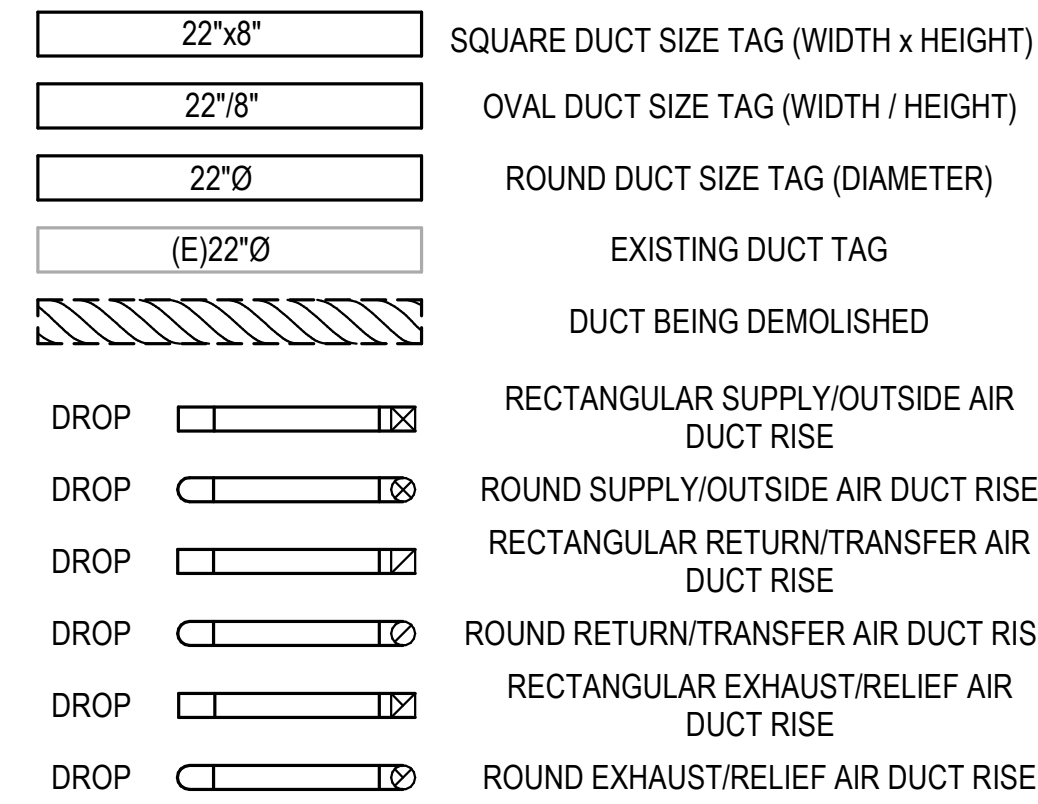 22"x8" SQUARE DUCT SIZE TAG (WIDTH x HEIGHT)
22"/8" OVAL DUCT SIZE TAG (WIDTH / HEIGHT)
22"Ø ROUND DUCT SIZE TAG (DIAMETER)
(E)22"Ø EXISTING DUCT TAG
DUCT BEING DEMOLISHED
DROP RECTANGULAR SUPPLY/OUTSIDE AIR
DUCT RISE
DROP ROUND SUPPLY/OUTSIDE AIR DUCT RISE
DROP RECTANGULAR RETURN/TRANSFER AIR
DUCT RISE
DROP ROUND RETURN/TRANSFER AIR DUCT RIS
DROP RECTANGULAR EXHAUST/RELIEF AIR
DUCT RISE
DROP ROUND EXHAUST/RELIEF AIR DUCT RISE